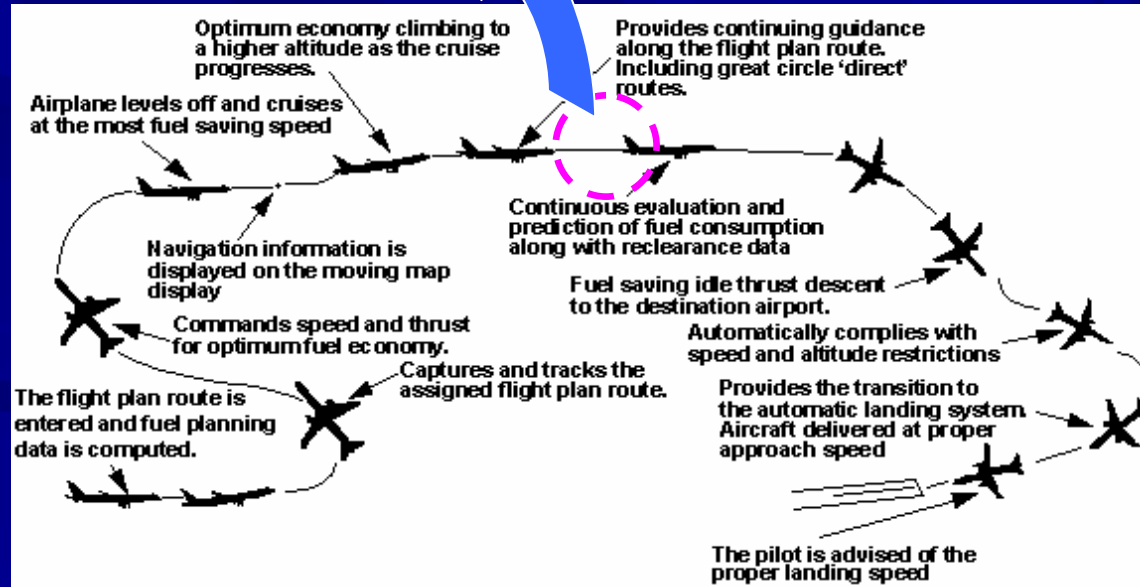 Optimum economy climbing to
a higher altitude as the cruise
progresses.
Provides continuing guidance
along the flight plan route.
Including great circle 'direct'
routes.
Airplane levels off and cruises
at the most fuel saving speed
Continuous evaluation and
prediction of fuel consumption
along with reclearance data
Navigation information is
displayed on the moving map
display
Fuel saving idle thrust descent
to the destination airport.
Commands speed and thrust
for optimum fuel economy.
Automatically complies with
speed and altitude restrictions
Captures and tracks the
assigned flight plan route.
The flight plan route is
entered and fuel planning
data is computed.
Provides the transition to
the automatic landing system.
Aircraft delivered at proper
approach speed
The pilot is advised of the
proper landing speed